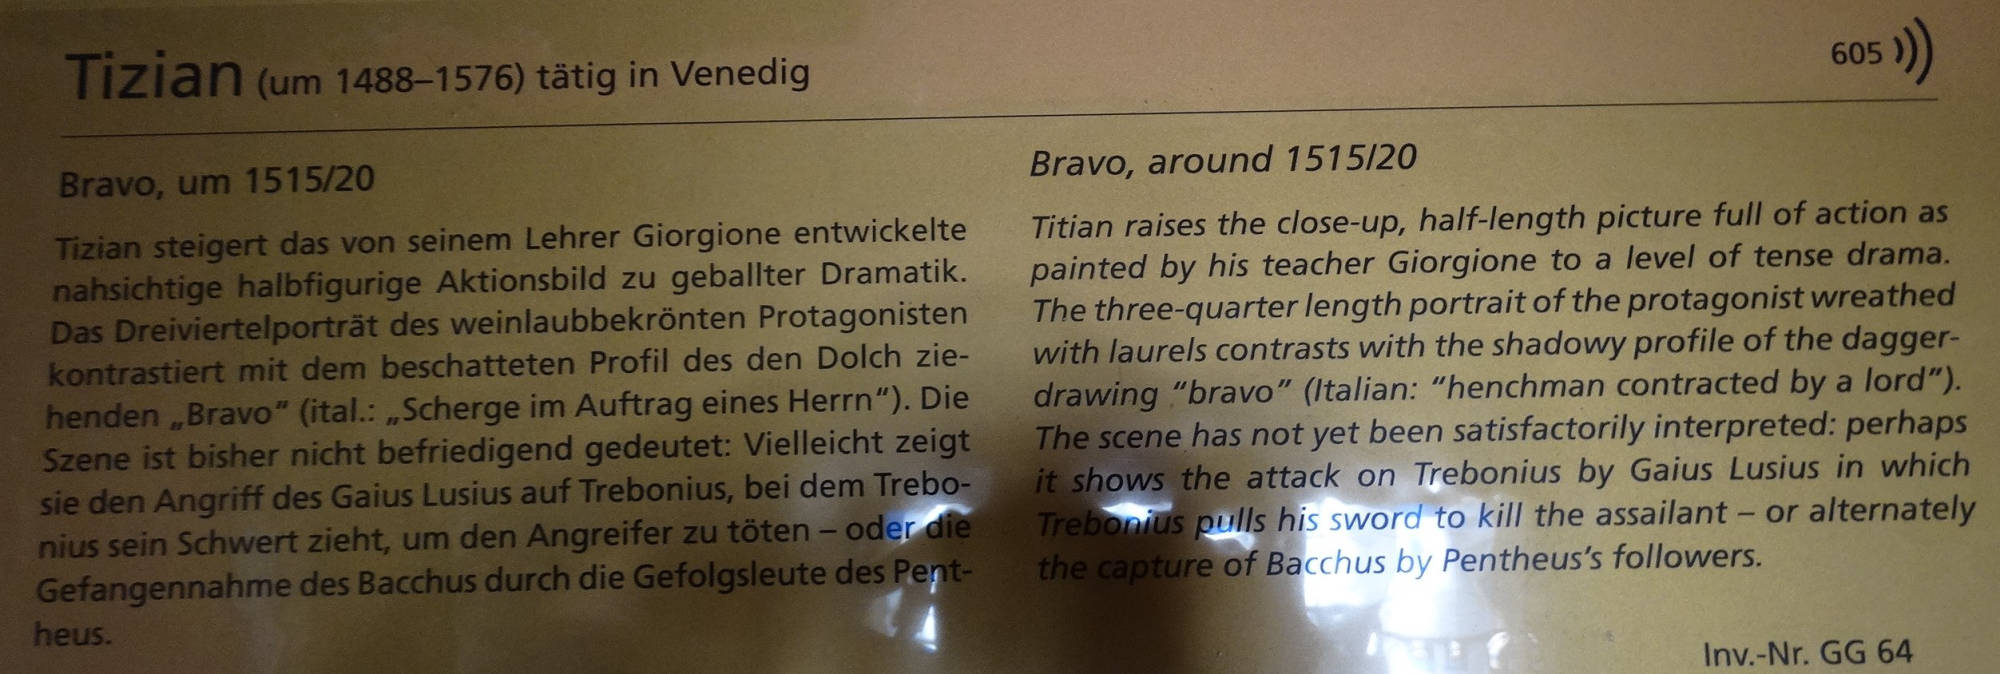 Tizian (um 1488–1576) tätig in Venedig
605
Bravo, um 1515/20
Tizian steigert das von seinem Lehrer Giorgione entwickelte
nahsichtige halbfigurige Aktionsbild zu geballter Dramatik.
Das Dreiviertelporträt des weinlaubbekrönten Protagonisten
kontrastiert mit dem beschatteten Profil des den Dolch zie-
henden „Bravo“ (ital.: „Scherge im Auftrag eines Herrn“). Die
Szene ist bisher nicht befriedigend gedeutet: Vielleicht zeigt
sie den Angriff des Gaius Lusius auf Trebonius, bei dem Trebo-
nius sein Schwert zieht, um den Angreifer zu töten – oder die
Gefangennahme des Bacchus durch die Gefolgsleute des Pent-
heus.
Bravo, around 1515/20
Titian raises the close-up, half-length picture full of action as
painted by his teacher Giorgione to a level of tense drama.
The three-quarter length portrait of the protagonist wreathed
with laurels contrasts with the shadowy profile of the dagger-
drawing “bravo” (Italian: “henchman contracted by a lord”).
The scene has not yet been satisfactorily interpreted: perhaps
it shows the attack on Trebonius by Gaius Lusius in which
Trebonius pulls his sword to kill the assailant – or alternately
the capture of Bacchus by Pentheus’s followers.
Inv.-Nr. GG 64